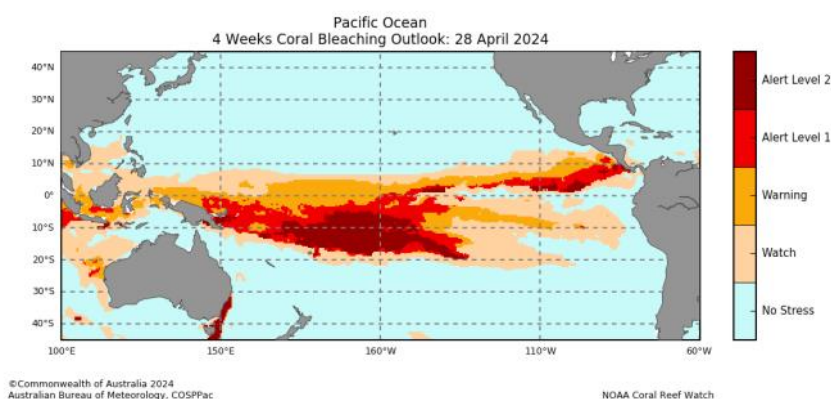 Pacific Ocean
4 Weeks Coral Bleaching Outlook: 28 April 2024
40°N
30°N
20°N
10°N
0°
10°S
20°S
30°S
40°S
100°E
150°E
160°W
110°W
60°W
Alert Level 2
Alert Level 1
Warning
Watch
No Stress
©Commonwealth of Australia 2024
Australian Bureau of Meteorology, COSPPac
NOAA Coral Reef Watch